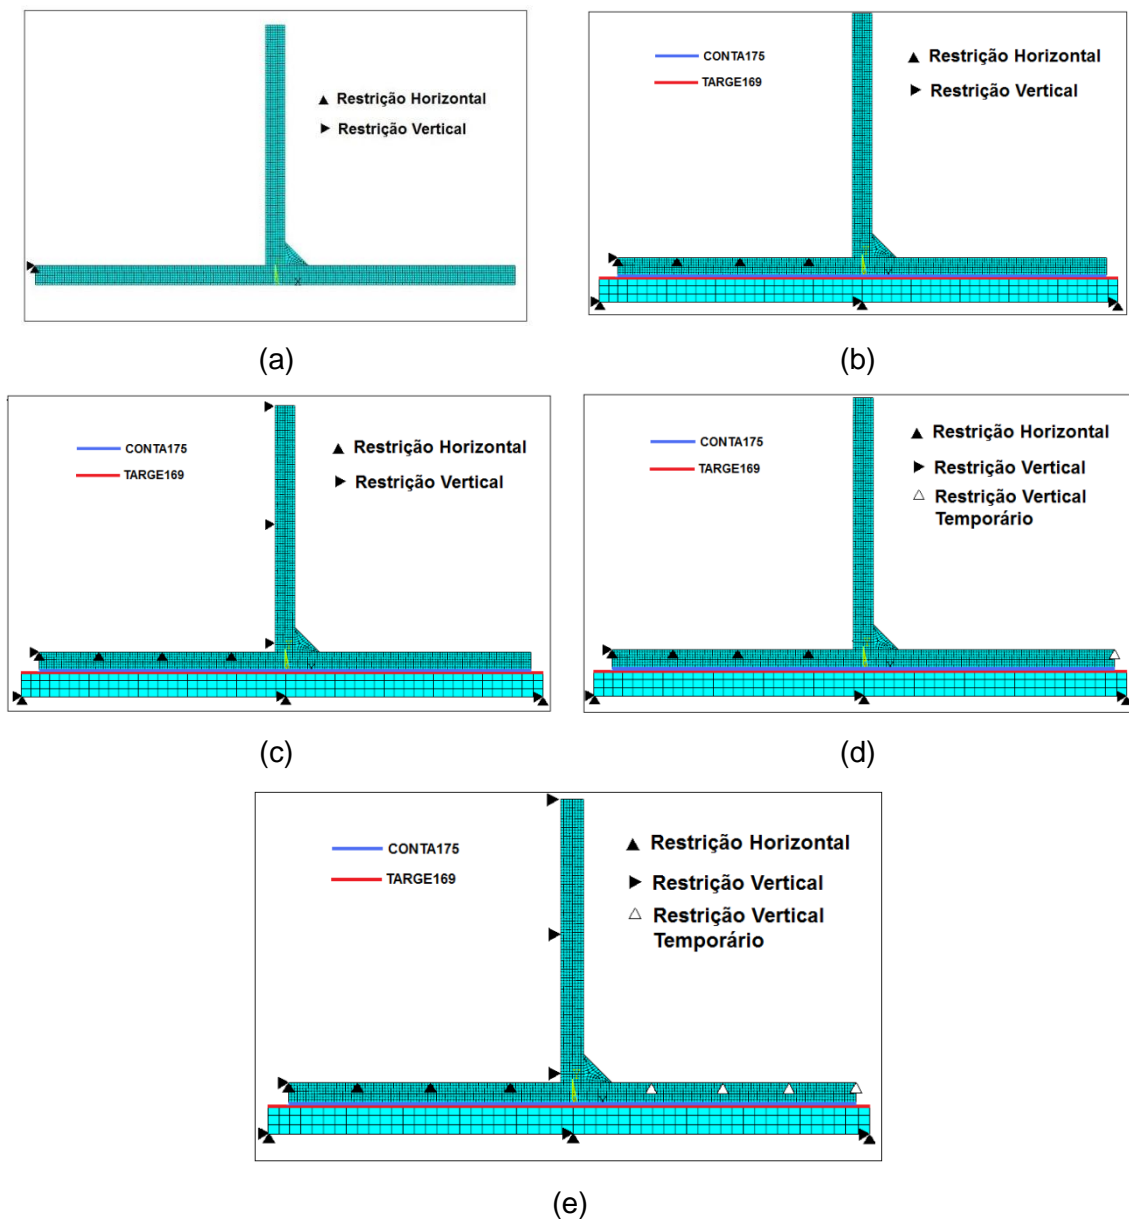 CONTA175
TARGE169
Restrição Horizontal
Restrição Vertical
Restrição Horizontal
Restrição Vertical
X
(a)
(b)
CONTA175
TARGE169
Restrição Horizontal
Restrição Vertical
CONTA175
TARGE169
Restrição Horizontal
Restrição Vertical
Restrição Vertical
Temporário
(c)
(d)
CONTA175
TARGE169
Restrição Horizontal
Restrição Vertical
Restrição Vertical
Temporário
(e)